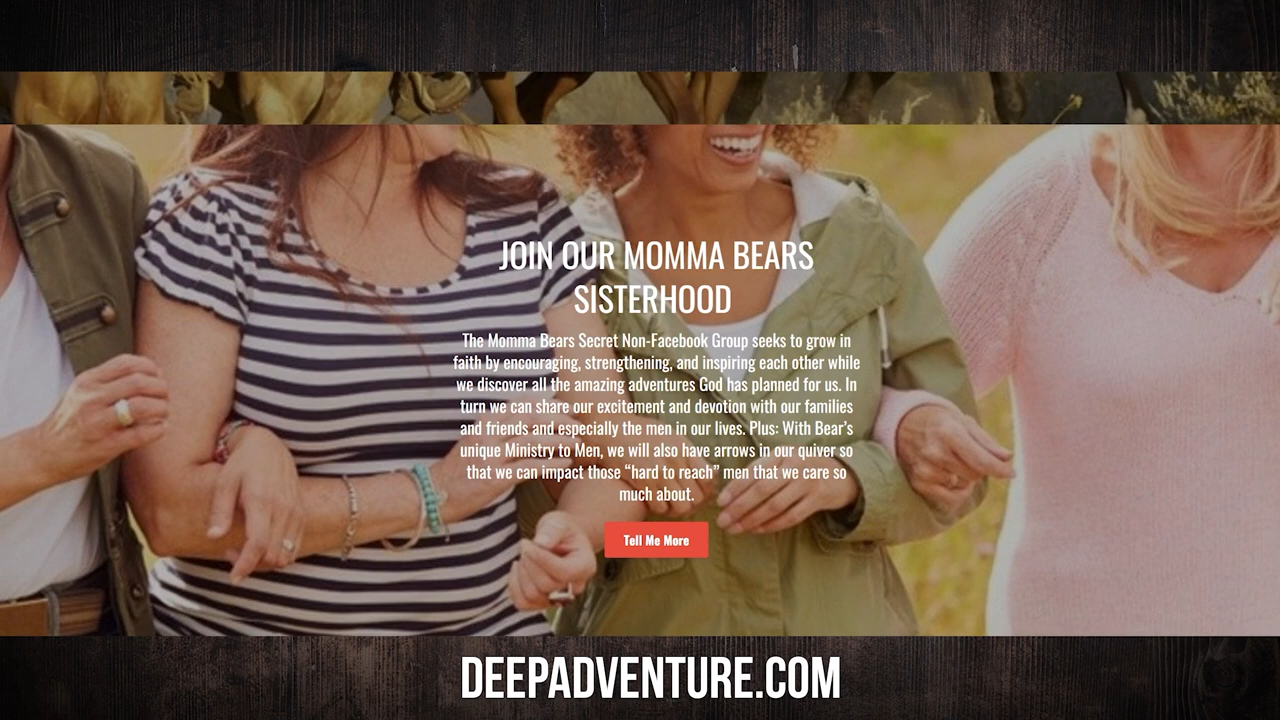 JOIN OUR MOMMA BEARS
SISTERHOOD
The Momma Bears Secret Non-Facebook Group seeks to grow in
faith by encouraging, strengthening, and inspiring each other while
we discover all the amazing adventures God has planned for us. In
turn we can share our excitement and devotion with our families
and friends and especially the men in our lives. Plus: With Bear’s
unique Ministry to Men, we will also have arrows in our quiver so
that we can impact those “hard to reach” men that we care so
much about.
Tell Me More
DEEPADVENTURE.COM